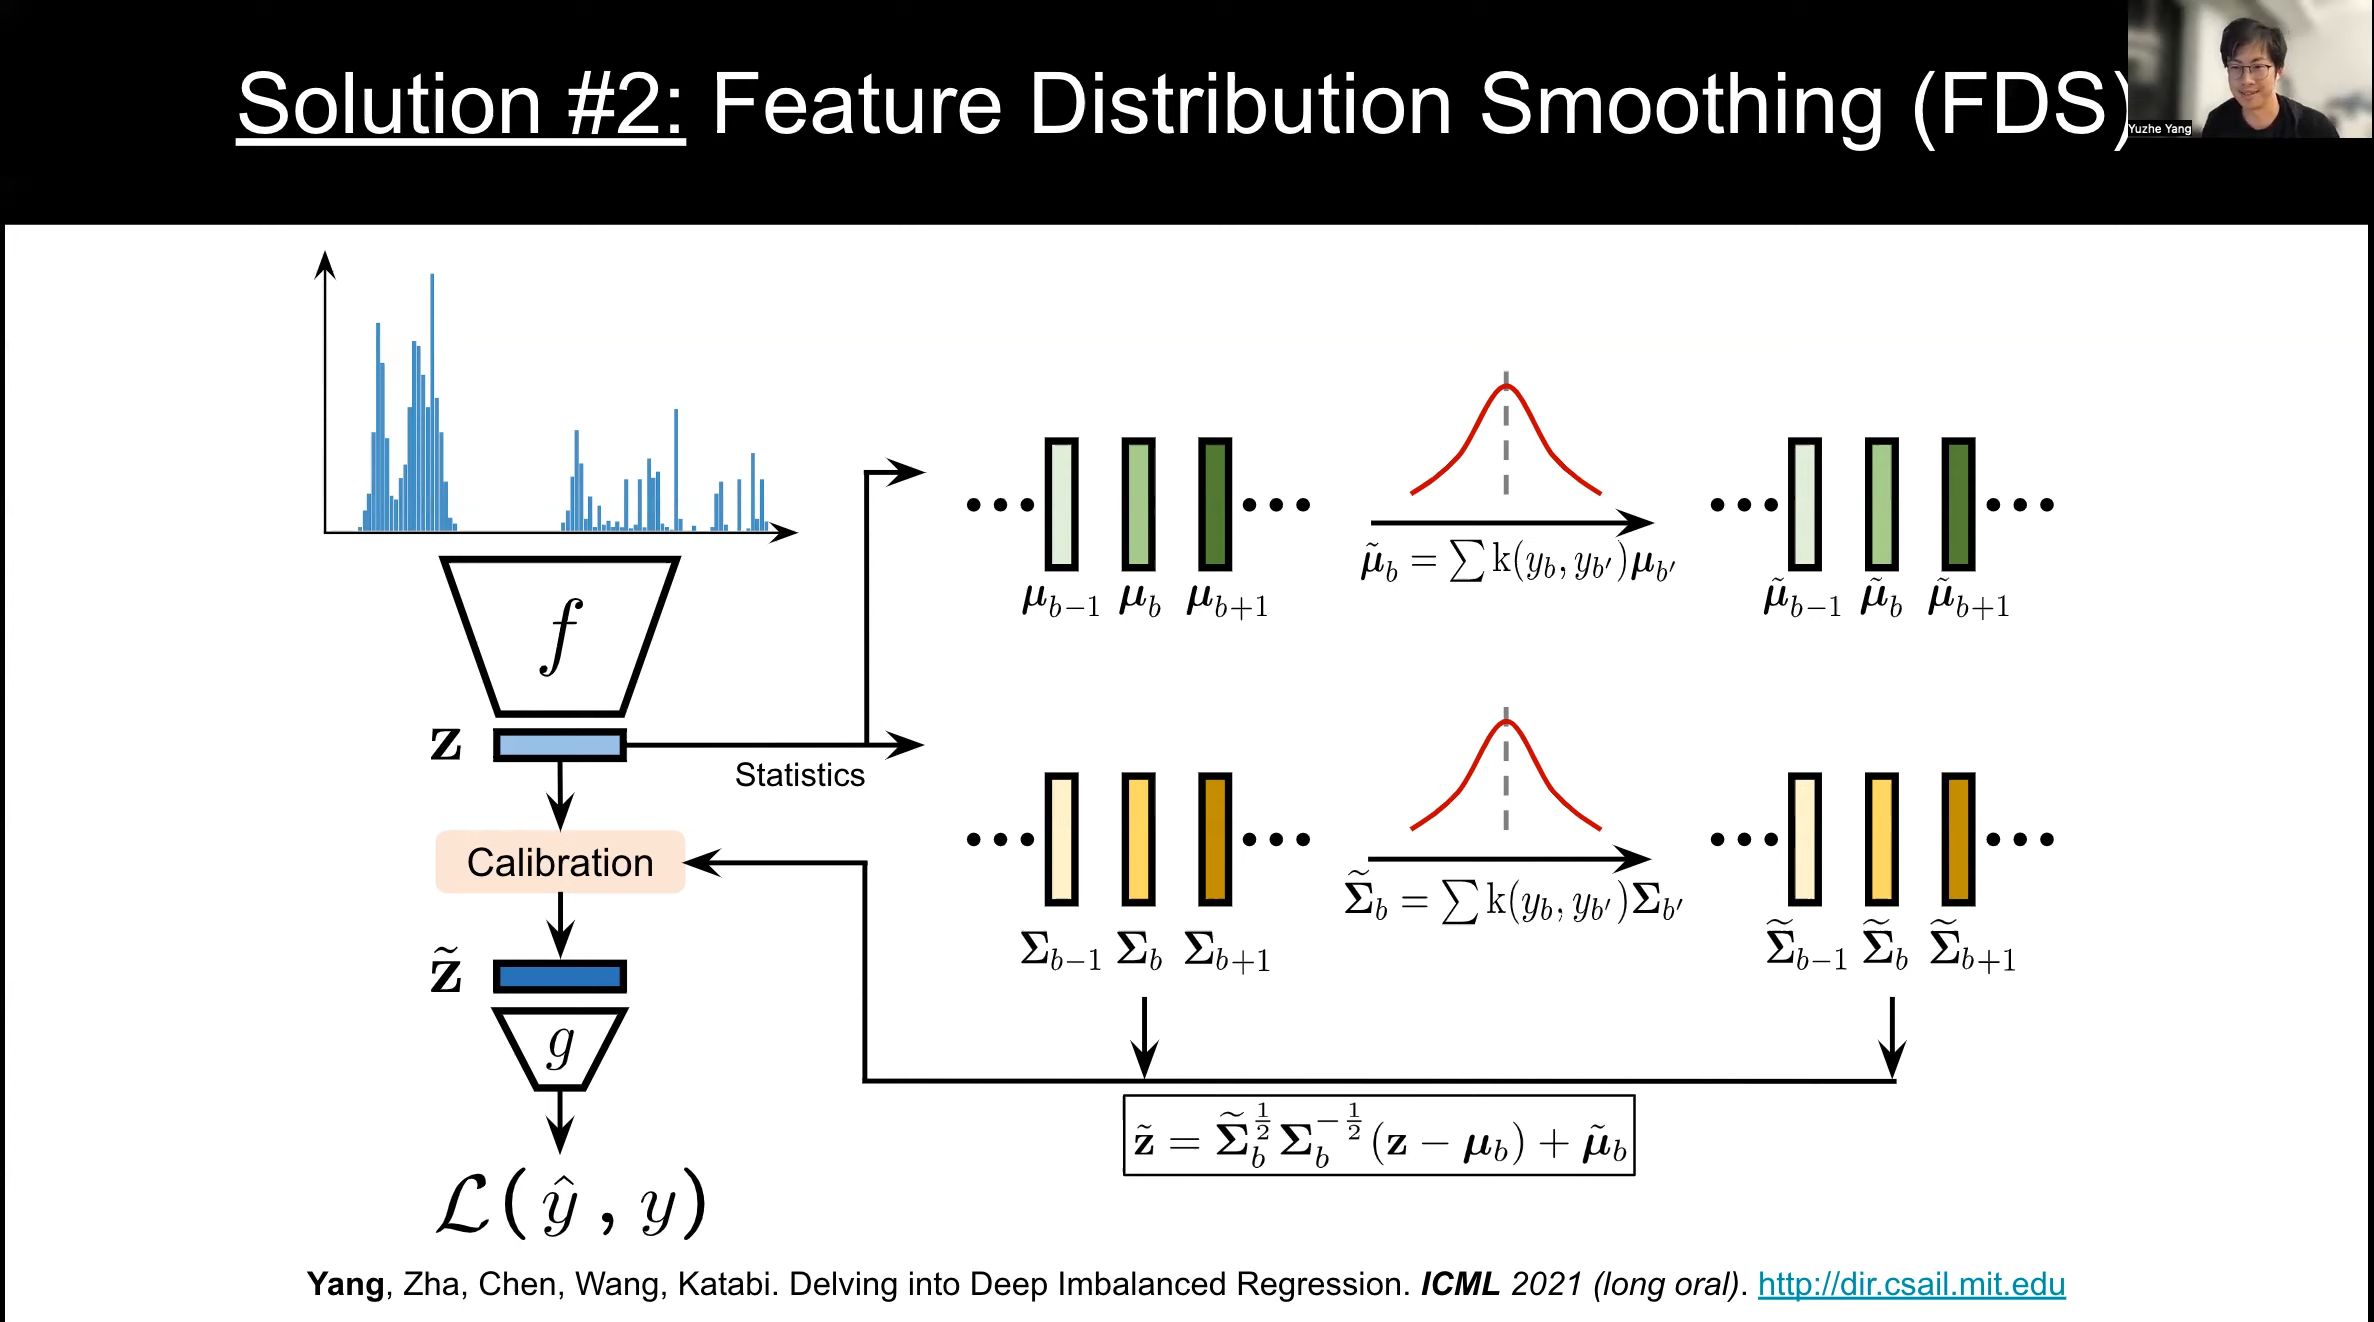 Solution #2: Feature Distribution Smoothing (FDS)
Yuzhe Yang
f
z
Statistics
Calibration
z̃
g
ℒ(ŷ, y)
μ_{b−1} μ_b μ_{b+1}
μ̃_b = ∑ k(y_b, y_{b′})μ_{b′}
μ̃_{b−1} μ̃_b μ̃_{b+1}
Σ_{b−1} Σ_b Σ_{b+1}
Σ̃_b = ∑ k(y_b, y_{b′})Σ_{b′}
Σ̃_{b−1} Σ̃_b Σ̃_{b+1}
z̃ = Σ̃_b^{1/2} Σ_b^{−1/2} (z − μ_b) + μ̃_b
Yang, Zha, Chen, Wang, Katabi. Delving into Deep Imbalanced Regression. ICML 2021 (long oral). http://dir.csail.mit.edu